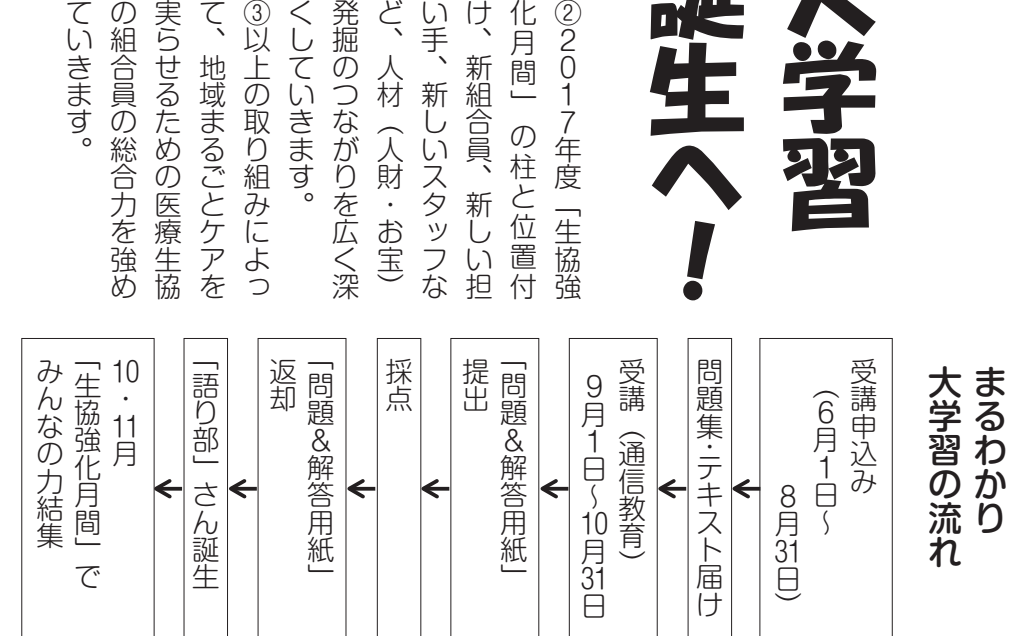 大学習
誕生へ！
②２０１７年度「生協強
化月間」の柱と位置付
け、新組合員、新しい担
い手、新しいスタッフな
ど、人材（人財・お宝）
発掘のつながりを広く深
くしていきます。
③以上の取り組みによっ
て、地域まるごとケアを
実らせるための医療生協
の組合員の総合力を強め
ていきます。
まるわかり
大学習の流れ
受講申込み
（６月１日～
８月31日）
問題集・テキスト届け
受講（通信教育）
９月１日～10月31日
「問題＆解答用紙」
提出
採点
「問題＆解答用紙」
返却
「語り部」さん誕生
10・11月
「生協強化月間」で
みんなの力結集